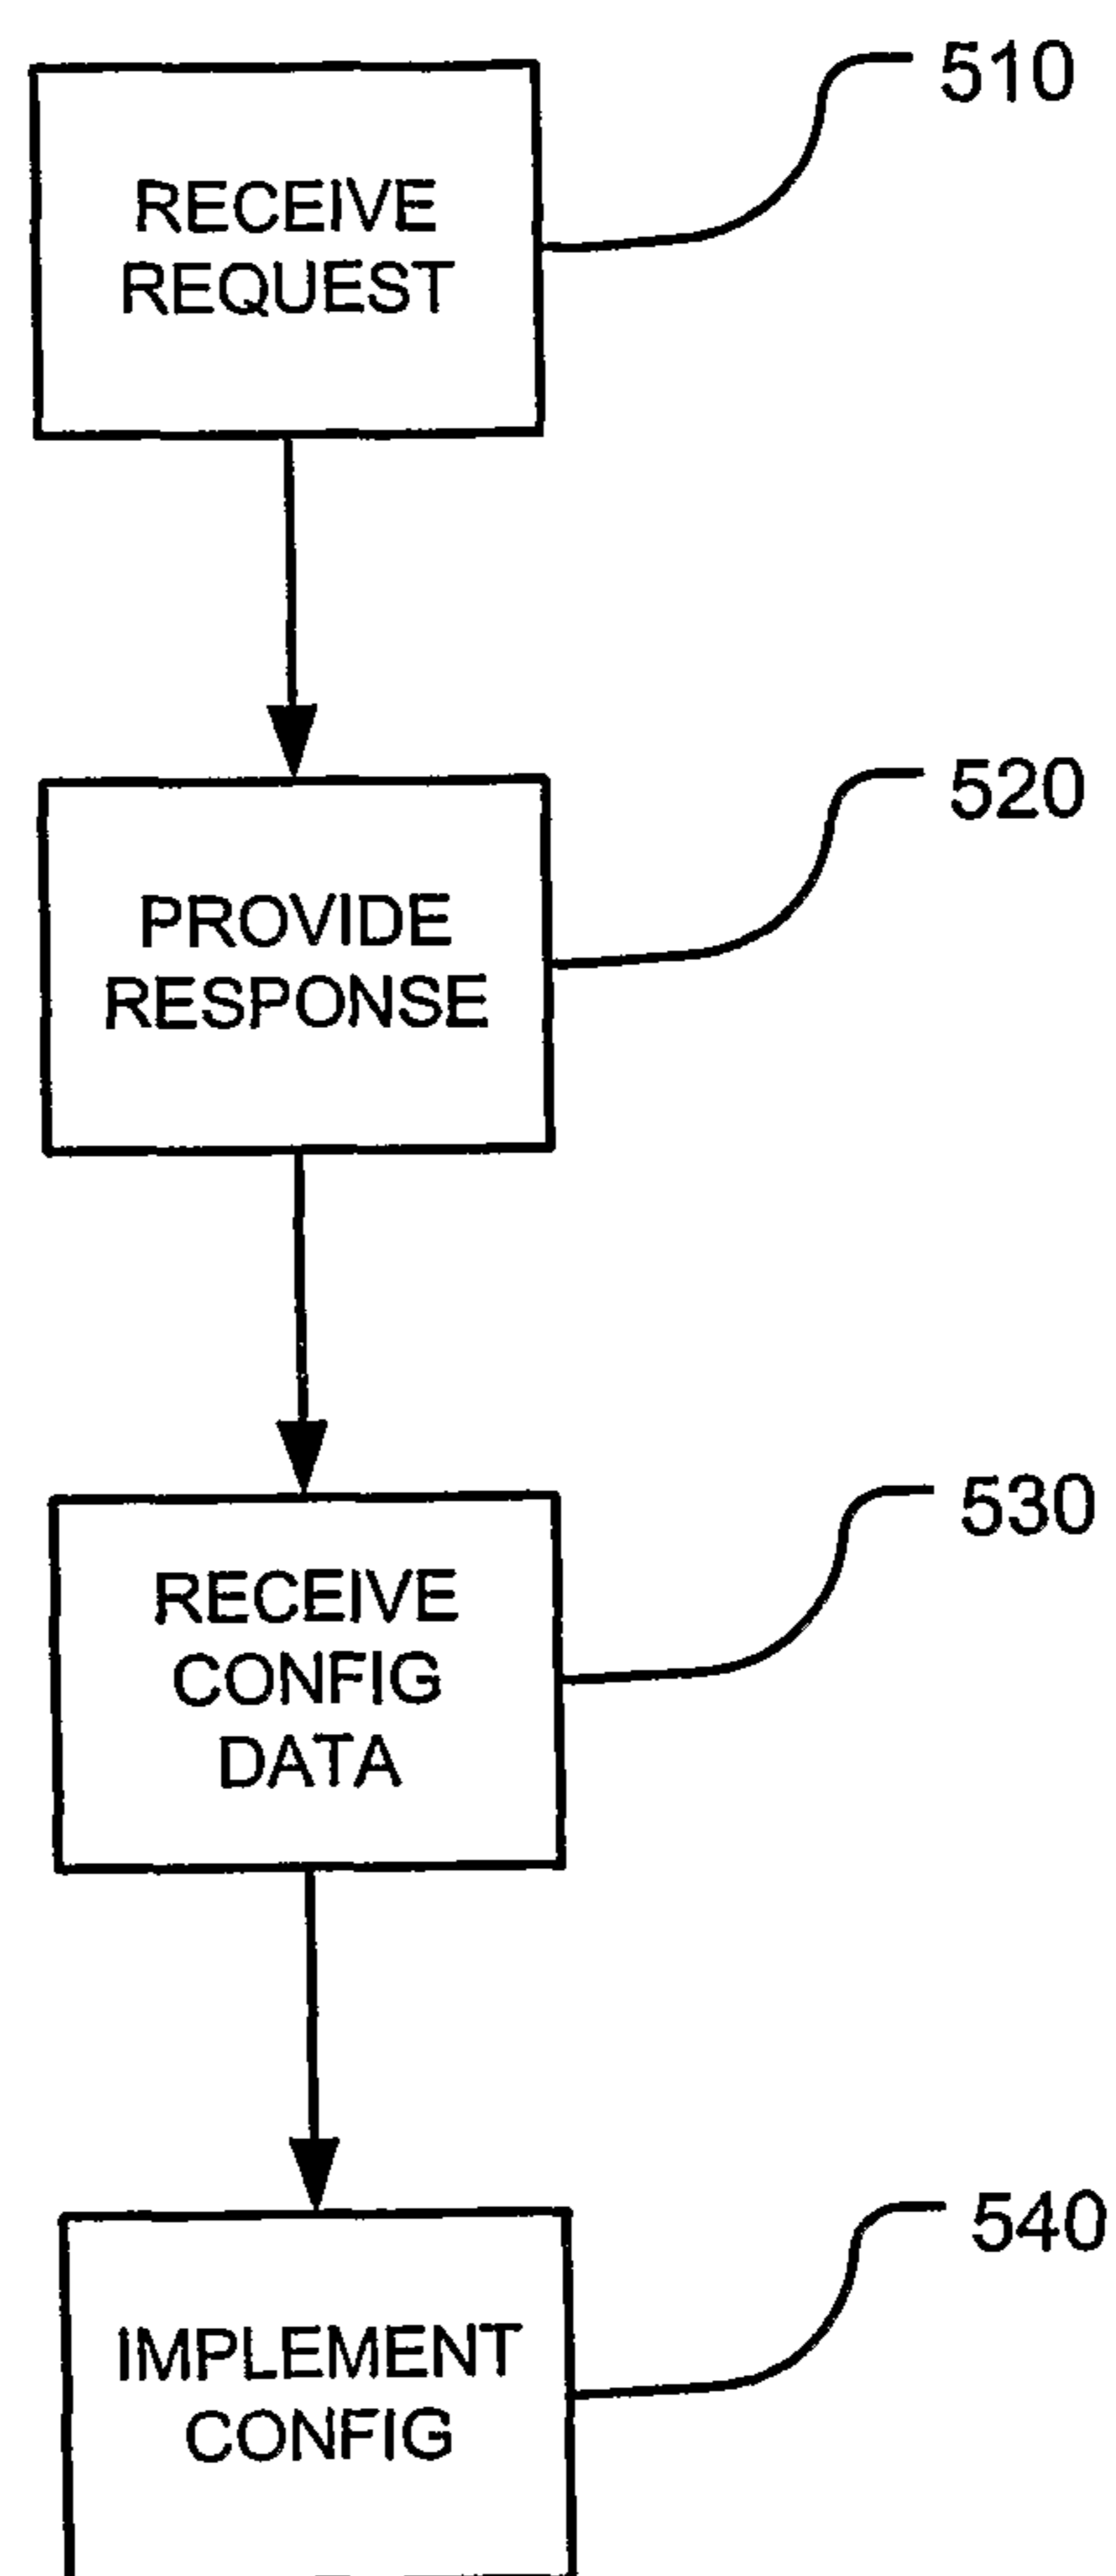 510
RECEIVE
REQUEST
520
PROVIDE
RESPONSE
530
RECEIVE
CONFIG
DATA
540
IMPLEMENT
CONFIG